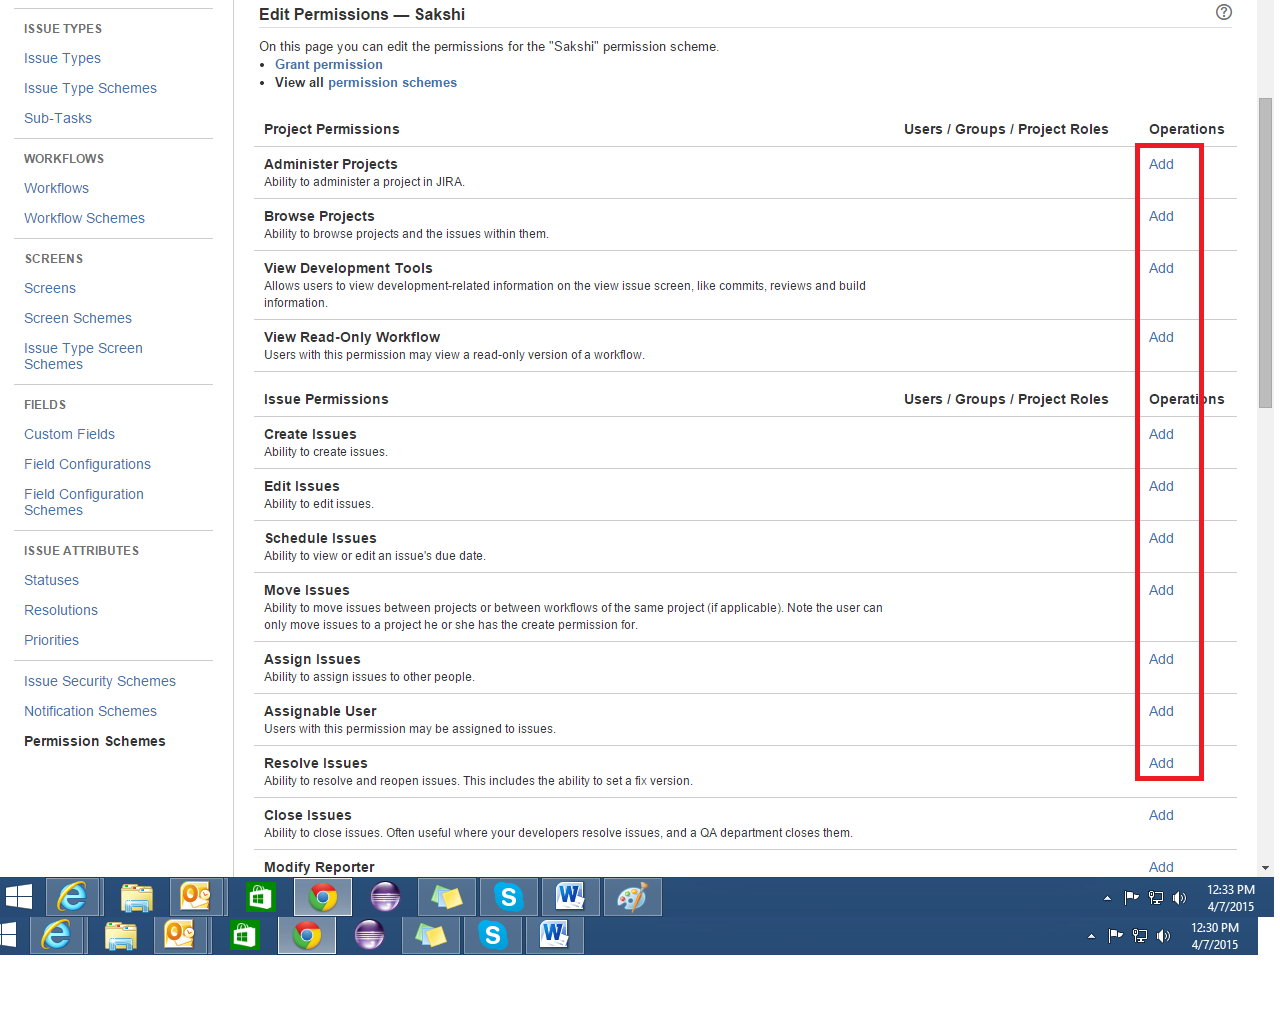 ISSUE TYPES
Issue Types
Issue Type Schemes
Sub-Tasks
WORKFLOWS
Workflows
Workflow Schemes
SCREENS
Screens
Screen Schemes
Issue Type Screen
Schemes
FIELDS
Custom Fields
Field Configurations
Field Configuration
Schemes
ISSUE ATTRIBUTES
Statuses
Resolutions
Priorities
Issue Security Schemes
Notification Schemes
Permission Schemes
Edit Permissions — Sakshi
On this page you can edit the permissions for the "Sakshi" permission scheme.
• Grant permission
• View all permission schemes
Project Permissions Users / Groups / Project Roles Operations
Administer Projects Add
Ability to administer a project in JIRA.
Browse Projects Add
Ability to browse projects and the issues within them.
View Development Tools Add
Allows users to view development-related information on the view issue screen, like commits, reviews and build
information.
View Read-Only Workflow Add
Users with this permission may view a read-only version of a workflow.
Issue Permissions Users / Groups / Project Roles Operations
Create Issues Add
Ability to create issues.
Edit Issues Add
Ability to edit issues.
Schedule Issues Add
Ability to view or edit an issue's due date.
Move Issues Add
Ability to move issues between projects or between workflows of the same project (if applicable). Note the user can
only move issues to a project he or she has the create permission for.
Assign Issues Add
Ability to assign issues to other people.
Assignable User Add
Users with this permission may be assigned to issues.
Resolve Issues Add
Ability to resolve and reopen issues. This includes the ability to set a fix version.
Close Issues Add
Ability to close issues. Often useful where your developers resolve issues, and a QA department closes them.
Modify Reporter Add
12:33 PM
4/7/2015
12:30 PM
4/7/2015